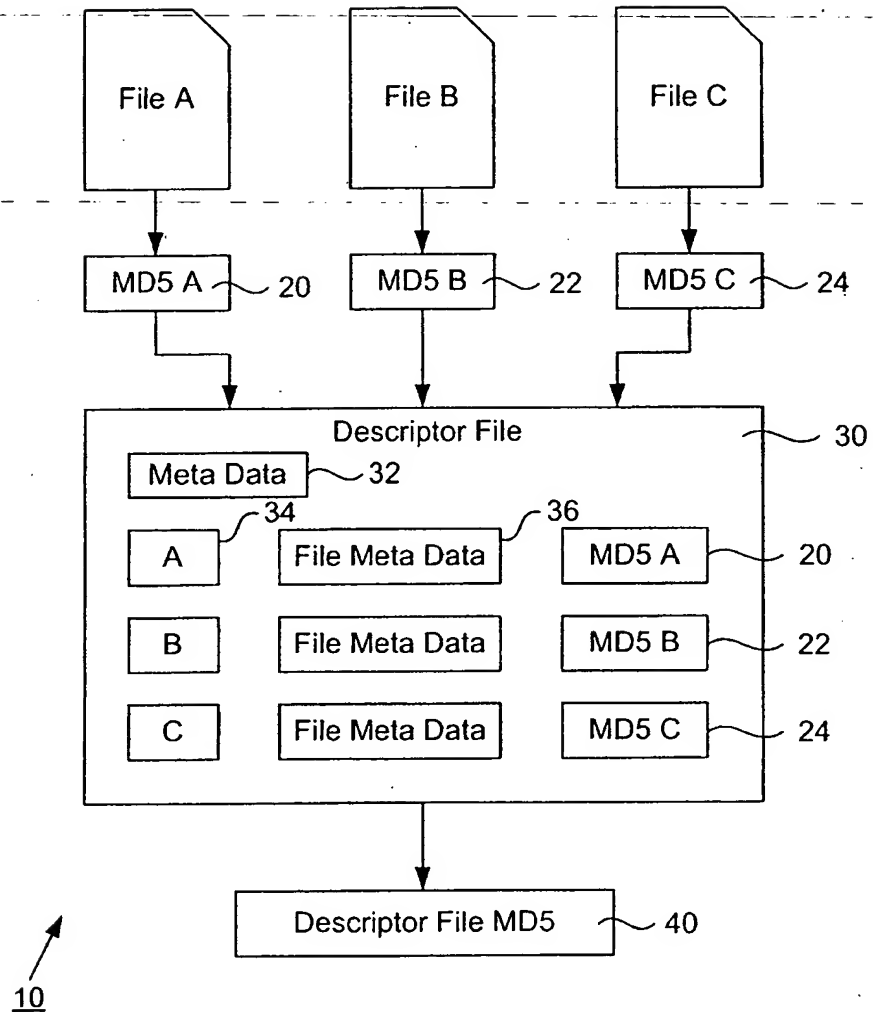 File A
File B
File C
MD5 A
20
MD5 B
22
MD5 C
24
Descriptor File
30
Meta Data
32
34
36
A
File Meta Data
MD5 A
20
B
File Meta Data
MD5 B
22
C
File Meta Data
MD5 C
24
Descriptor File MD5
40
10